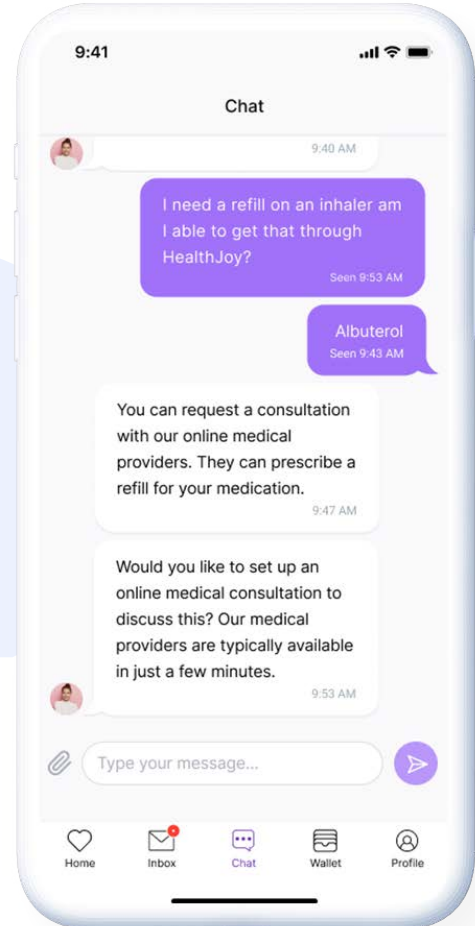 9:41
Chat
9:40 AM
I need a refill on an inhaler am
I able to get that through
HealthJoy?
Seen 9:53 AM
Albuterol
Seen 9:43 AM
You can request a consultation
with our online medical
providers. They can prescribe a
refill for your medication.
9:47 AM
Would you like to set up an
online medical consultation to
discuss this? Our medical
providers are typically available
in just a few minutes.
9:53 AM
Type your message...
Home Inbox Chat Wallet Profile